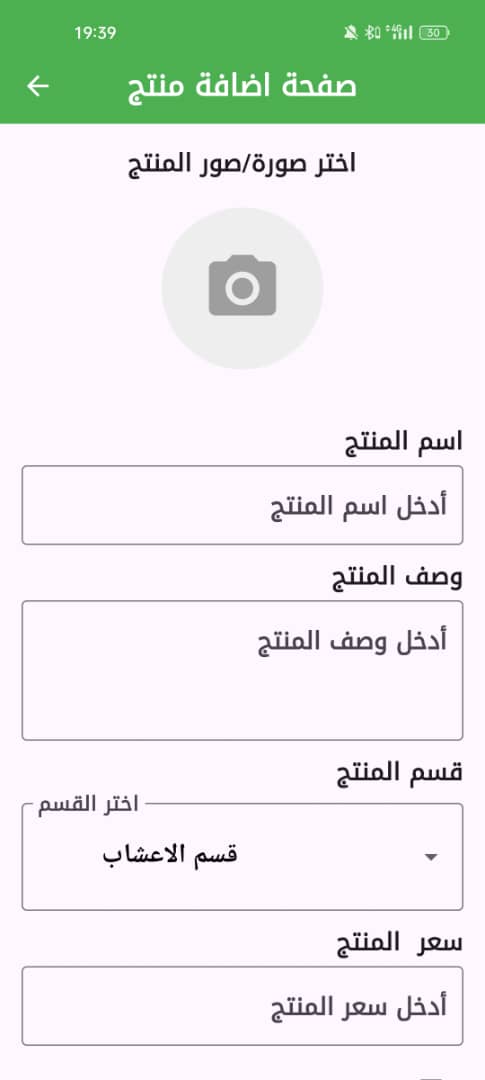 19:39
4G
30
صفحة اضافة منتج
اختر صورة/صور المنتج
اسم المنتج
أدخل اسم المنتج
وصف المنتج
أدخل وصف المنتج
قسم المنتج
اختر القسم
قسم الاعشاب
سعر المنتج
أدخل سعر المنتج